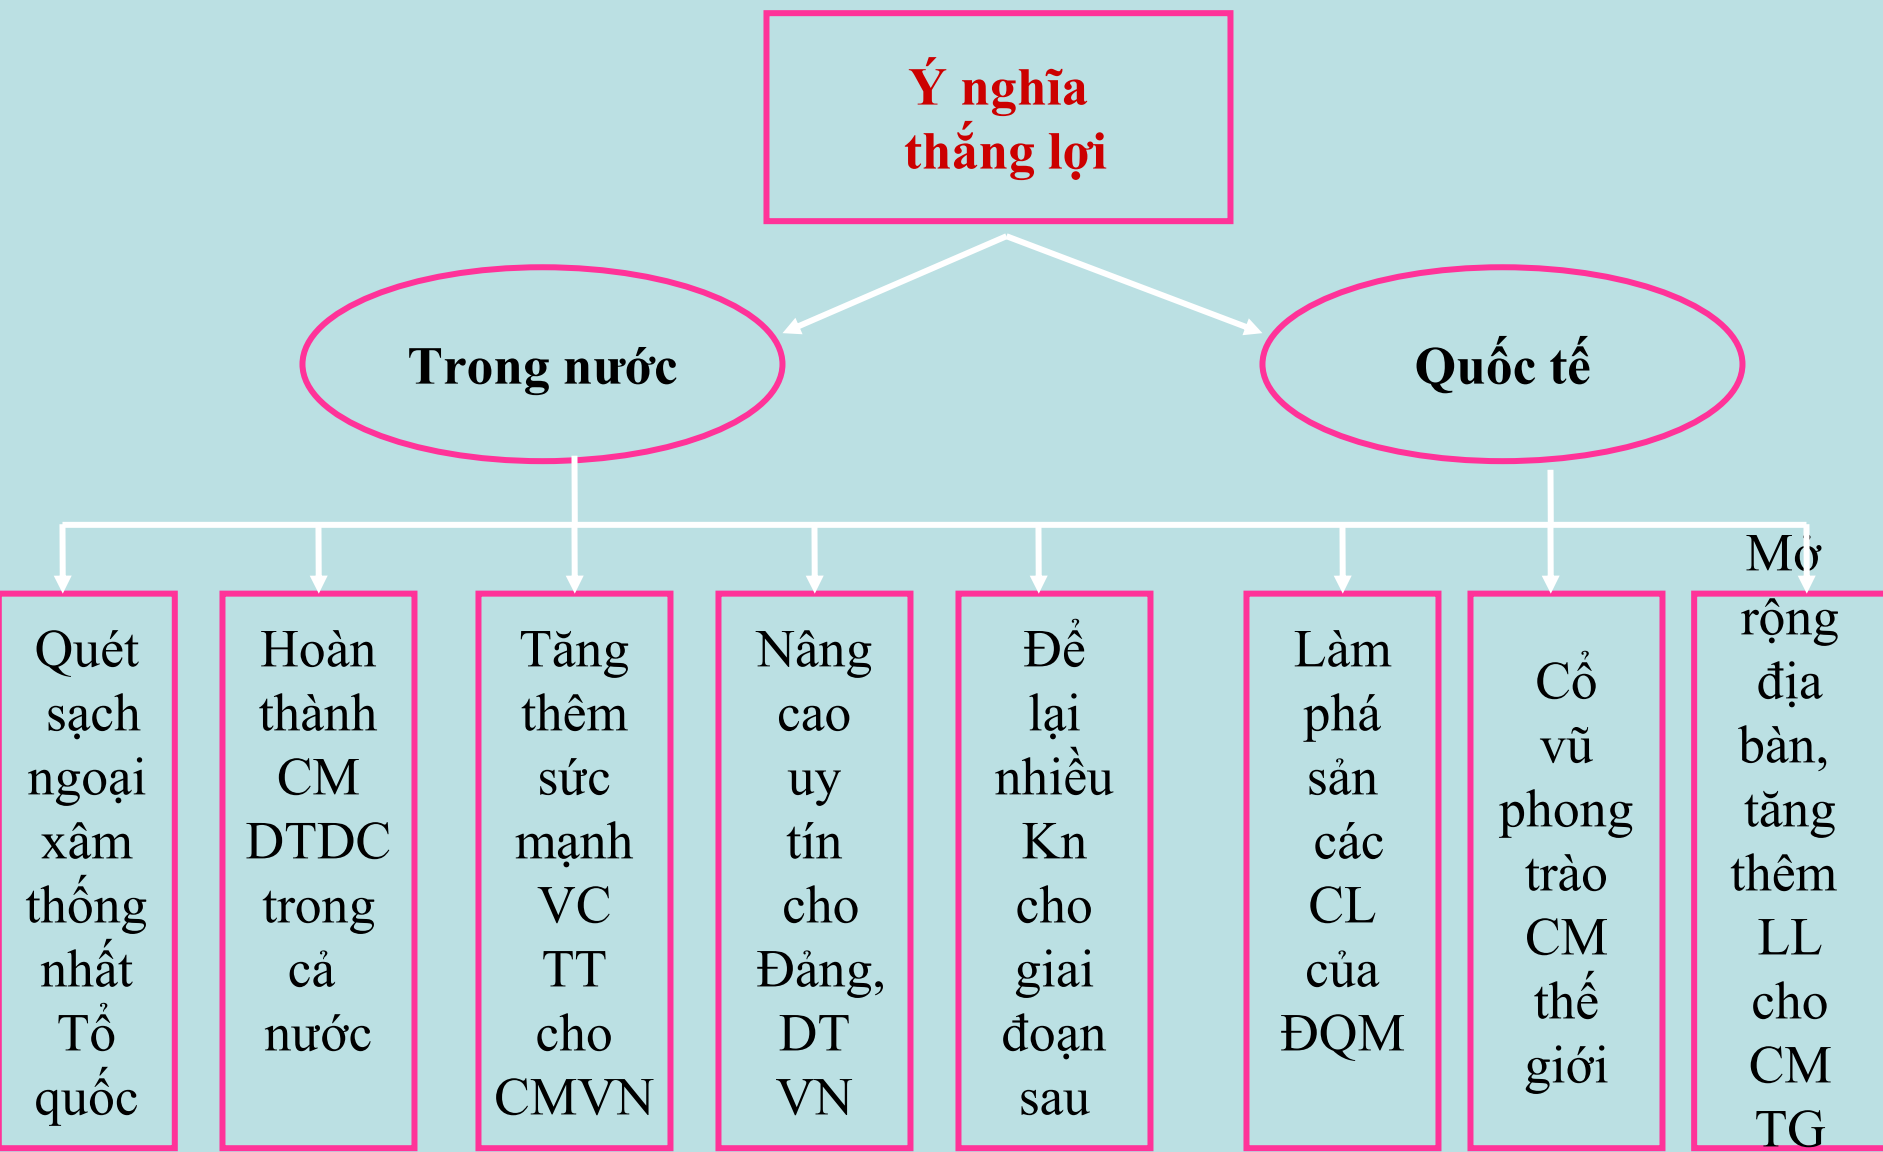 Ý nghĩa
thắng lợi
Trong nước
Quốc tế
Quét
sạch
ngoại
xâm
thống
nhất
Tổ
quốc
Hoàn
thành
CM
DTDC
trong
cả
nước
Tăng
thêm
sức
mạnh
VC
TT
cho
CMVN
Nâng
cao
uy
tín
cho
Đảng,
DT
VN
Để
lại
nhiều
Kn
cho
giai
đoạn
sau
Làm
phá
sản
các
CL
của
ĐQM
Cổ
vũ
phong
trào
CM
thế
giới
Mở
rộng
địa
bàn,
tăng
thêm
LL
cho
CM
TG